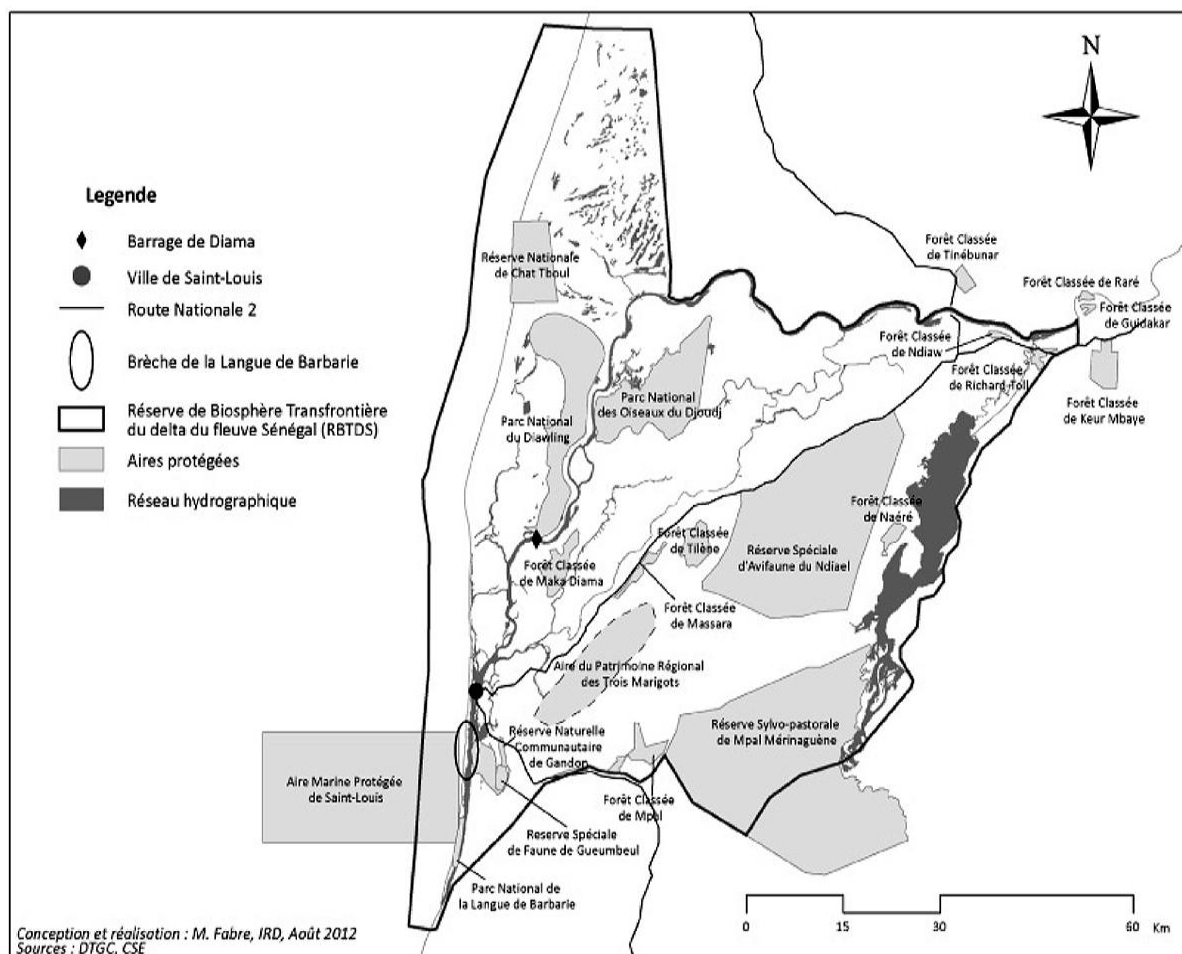 N
Legende
Barrage de Diama
Ville de Saint-Louis
Route Nationale 2
Brèche de la Langue de Barbarie
Réserve de Biosphère Transfrontière
du delta du fleuve Sénégal (RBTDS)
Aires protégées
Réseau hydrographique
Réserve Nationale
de Chat Tboul
Forêt Classée
de Tinébunar
Forêt Classée de Raré
Forêt Classée
de Guidakar
Forêt Classée
de Ndiaw
Forêt Classée
de Richard-Toll
Forêt Classée
de Keur Mbaye
Parc National
des Oiseaux du Djoudj
Parc National
du Diawling
Forêt Classée
de Naéré
Forêt Classée
de Tilène
Réserve Spéciale
d'Avifaune du Ndiael
Forêt Classée
de Maka Diama
Forêt Classée
de Massara
Aire du Patrimoine Régional
des Trois Marigots
Réserve Sylvo-pastorale
de Mpal Mérinaguène
Réserve Naturelle
Communautaire
de Gandon
Aire Marine Protégée
de Saint-Louis
Forêt Classée
de Mpal
Reserve Spéciale
de Faune de Gueumbeul
Parc National de
la Langue de Barbarie
0 15 30 60 Km
Conception et réalisation : M. Fabre, IRD, Août 2012
Sources : DTGC, CSE